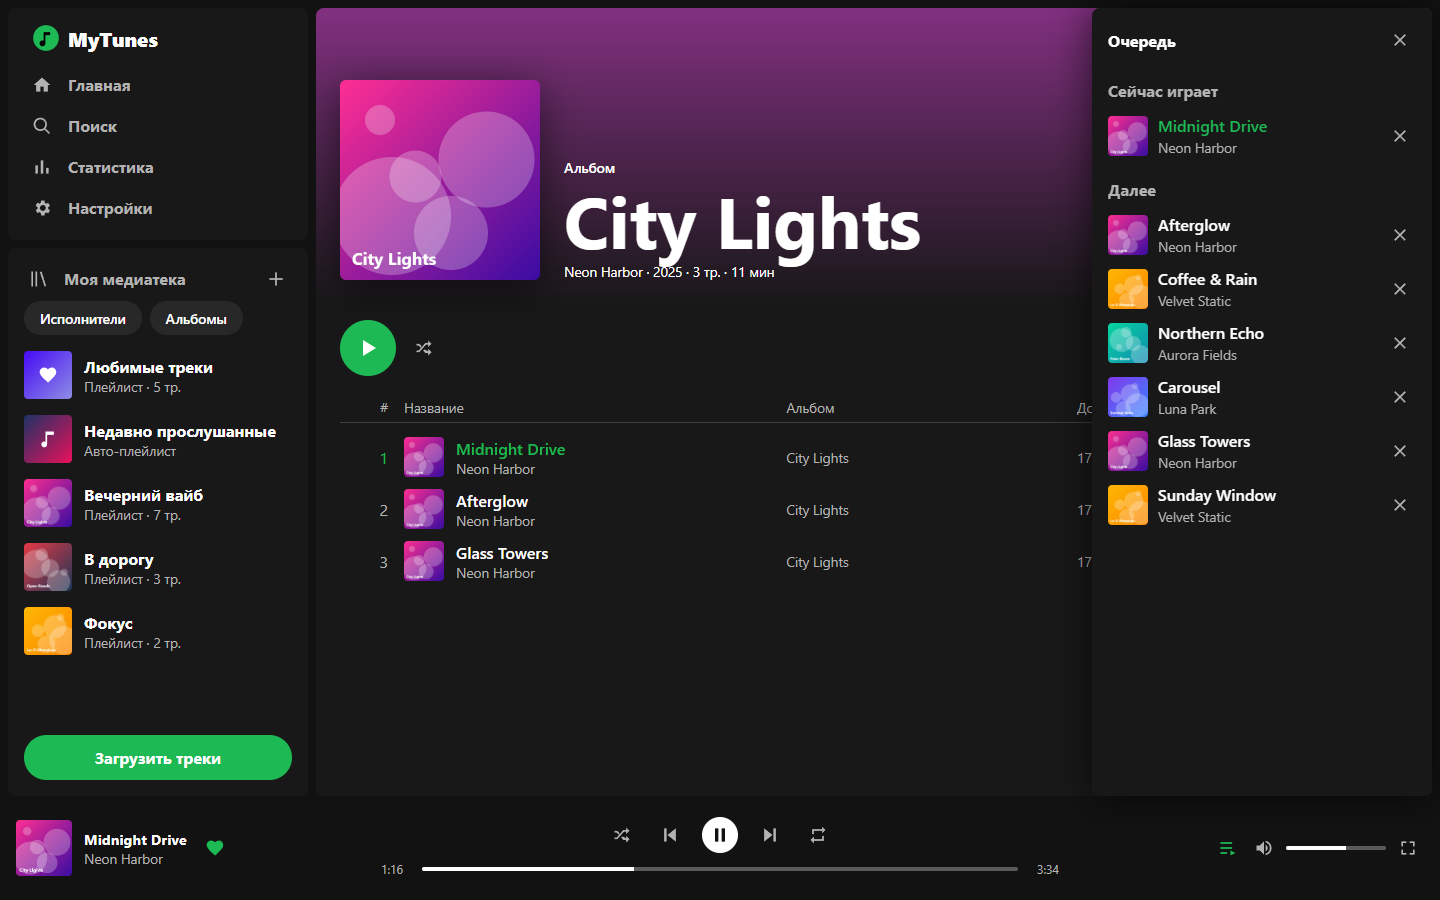 MyTunes
Главная
Поиск
Статистика
Настройки
Моя медиатека
Исполнители
Альбомы
Любимые треки
Плейлист · 5 тр.
Недавно прослушанные
Авто-плейлист
Вечерний вайб
Плейлист · 7 тр.
В дорогу
Плейлист · 3 тр.
Фокус
Плейлист · 2 тр.
Загрузить треки
City Lights
Альбом
City Lights
Neon Harbor · 2025 · 3 тр. · 11 мин
# Название Альбом До
1 Midnight Drive City Lights 17
Neon Harbor
2 Afterglow City Lights 17
Neon Harbor
3 Glass Towers City Lights 17
Neon Harbor
Очередь
Сейчас играет
Midnight Drive
Neon Harbor
Далее
Afterglow
Neon Harbor
Coffee & Rain
Velvet Static
Northern Echo
Aurora Fields
Carousel
Luna Park
Glass Towers
Neon Harbor
Sunday Window
Velvet Static
Midnight Drive
Neon Harbor
1:16
3:34